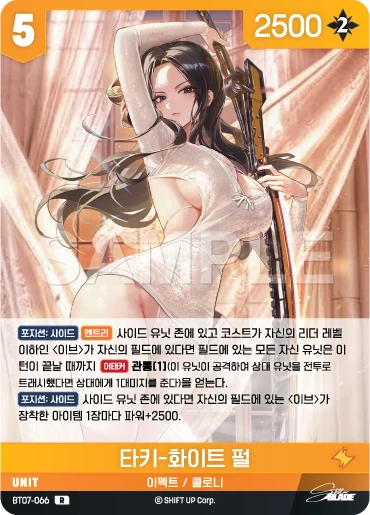 5
2500 2
SAMPLE
포지션: 사이드 엔트리 사이드 유닛 존에 있고 코스트가 자신의 리더 레벨
이하인 <이브>가 자신의 필드에 있다면 필드에 있는 모든 자신 유닛은 이
턴이 끝날 때까지 어태커 관통[1](이 유닛이 공격하여 상대 유닛을 전투로
트래시했다면 상대에게 1대미지를 준다)을 얻는다.
포지션: 사이드 사이드 유닛 존에 있다면 자신의 필드에 있는 <이브>가
장착한 아이템 1장마다 파워+2500.
타키-화이트 펄
UNIT
이펙트 / 콜로니
BT07-066 R
ⓒSHIFT UP Corp.
Stellar BLADE